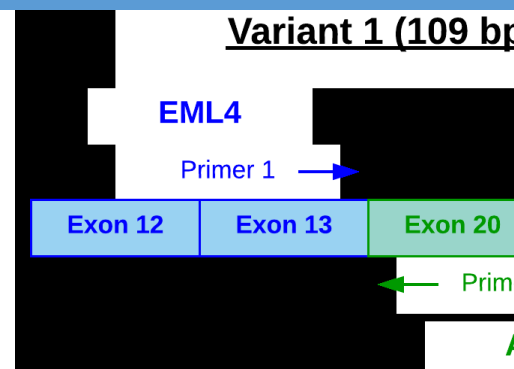 Variant 1 (109 bp
EML4
Primer 1
Exon 12 Exon 13 Exon 20
Prim
A